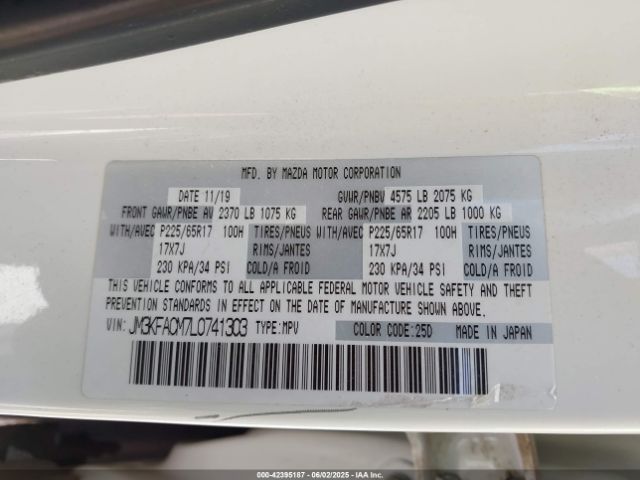 MFD. BY MAZDA MOTOR CORPORATION
DATE 11/19 GVWR/PNBV 4575 LB 2075 KG
FRONT GAWR/PNBE AV 2370 LB 1075 KG REAR GAWR/PNBE AR 2205 LB 1000 KG
WITH/AVEC P225/65R17 100H TIRES/PNEUS WITH/AVEC P225/65R17 100H TIRES/PNEUS
17X7J RIMS/JANTES 17X7J RIMS/JANTES
230 KPA/34 PSI COLD/A FROID 230 KPA/34 PSI COLD/A FROID
THIS VEHICLE CONFORMS TO ALL APPLICABLE FEDERAL MOTOR VEHICLE SAFETY AND THEFT
PREVENTION STANDARDS IN EFFECT ON THE DATE OF MANUFACTURE SHOWN ABOVE.
VIN: JM3KFACM7L0741303 TYPE:MPV COLOR CODE:25D MADE IN JAPAN
000-42395187 06/02/2025 - IAAI.COM